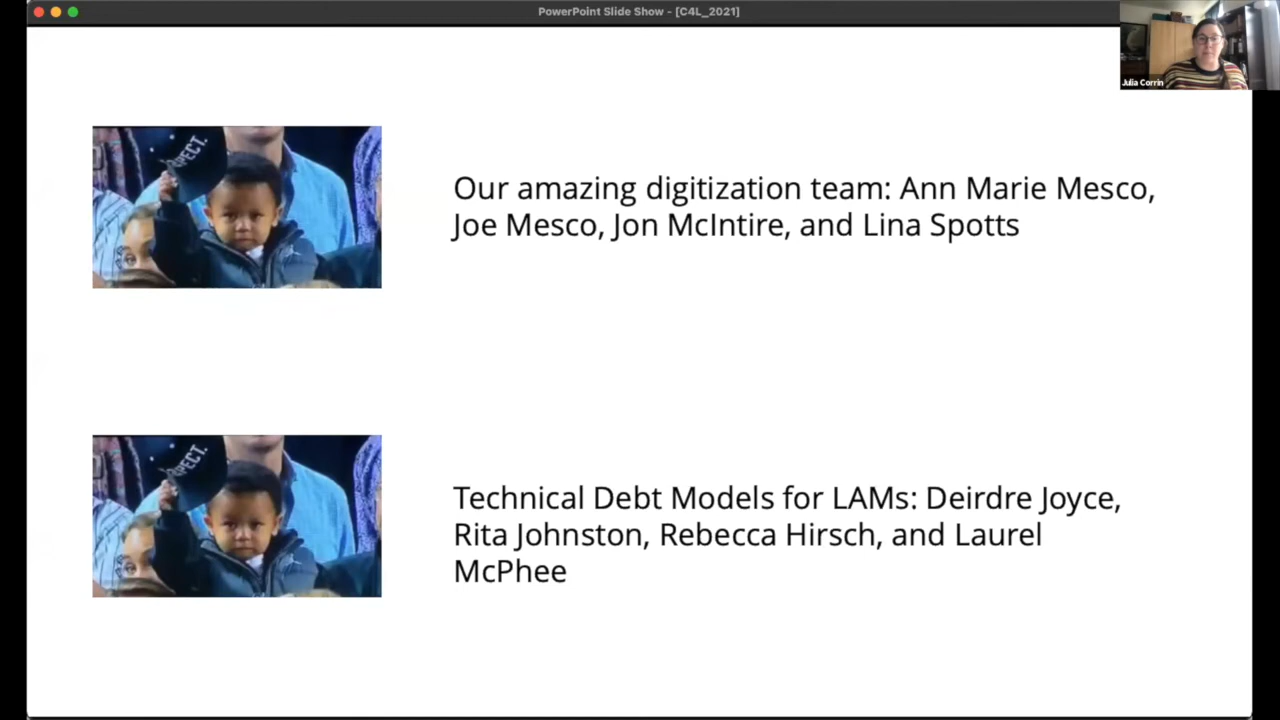 PowerPoint Slide Show - [C4L_2021]
Julia Corrin
Our amazing digitization team: Ann Marie Mesco,
Joe Mesco, Jon McIntire, and Lina Spotts
Technical Debt Models for LAMs: Deirdre Joyce,
Rita Johnston, Rebecca Hirsch, and Laurel
McPhee